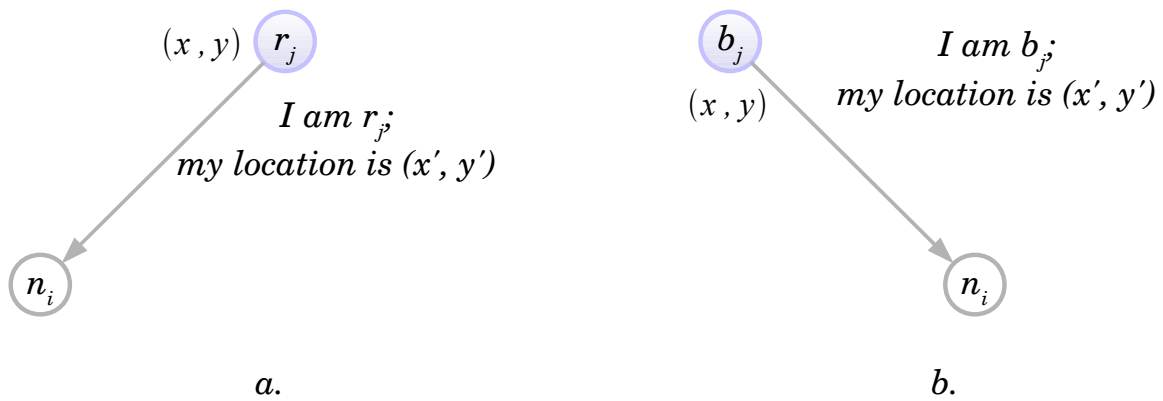 (x , y) r_j
I am r_j;
my location is (x′, y′)
n_i
a.
b_j
(x , y)
I am b_j;
my location is (x′, y′)
n_i
b.